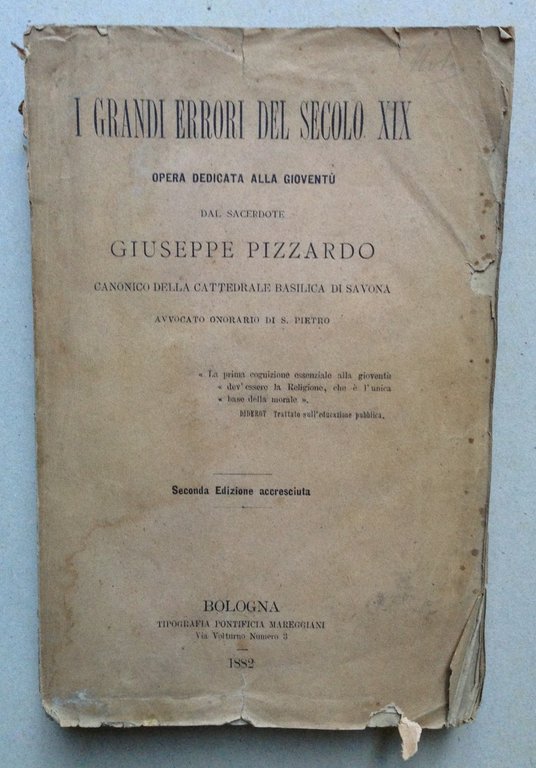 I GRANDI ERRORI DEL SECOLO XIX
OPERA DEDICATA ALLA GIOVENTÙ
DAL SACERDOTE
GIUSEPPE PIZZARDO
CANONICO DELLA CATTEDRALE BASILICA DI SAVONA
AVVOCATO ONORARIO DI S. PIETRO
« La prima cognizione essenziale alla gioventù
« dev' essere la Religione, che è l'unica
« base della morale ».
DIDEROT Trattato sull'educazione pubblica.
Seconda Edizione accresciuta
BOLOGNA
TIPOGRAFIA PONTIFICIA MAREGGIANI
Via Volturno Numero 3
1882